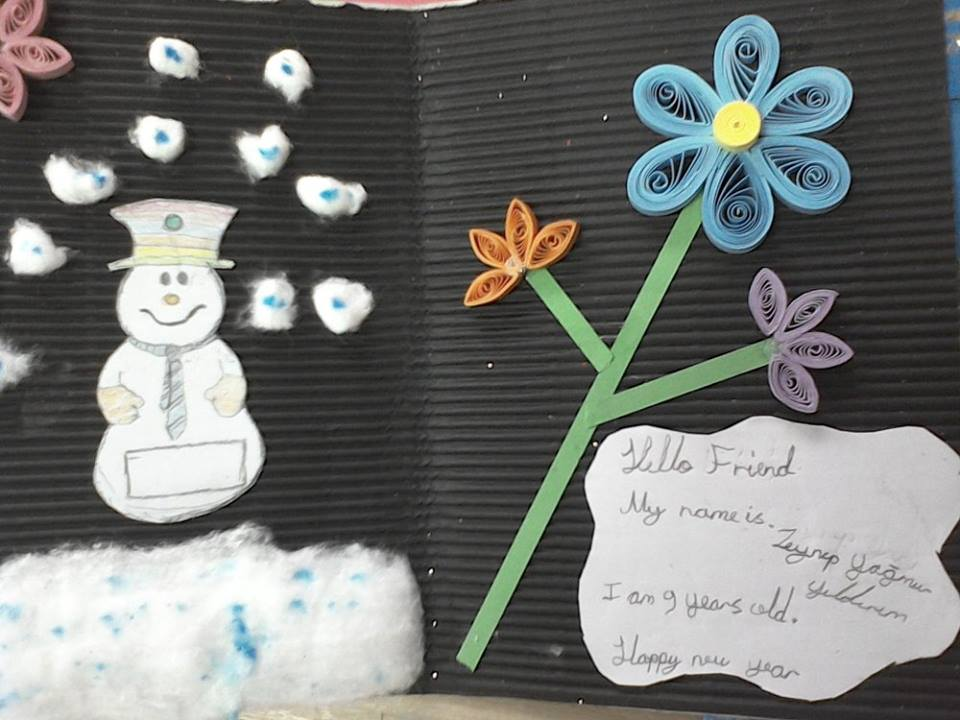 Hello Friend
My name is.
Zeynep Yağmur
Yıldırım
I am 9 years old.
Happy new year